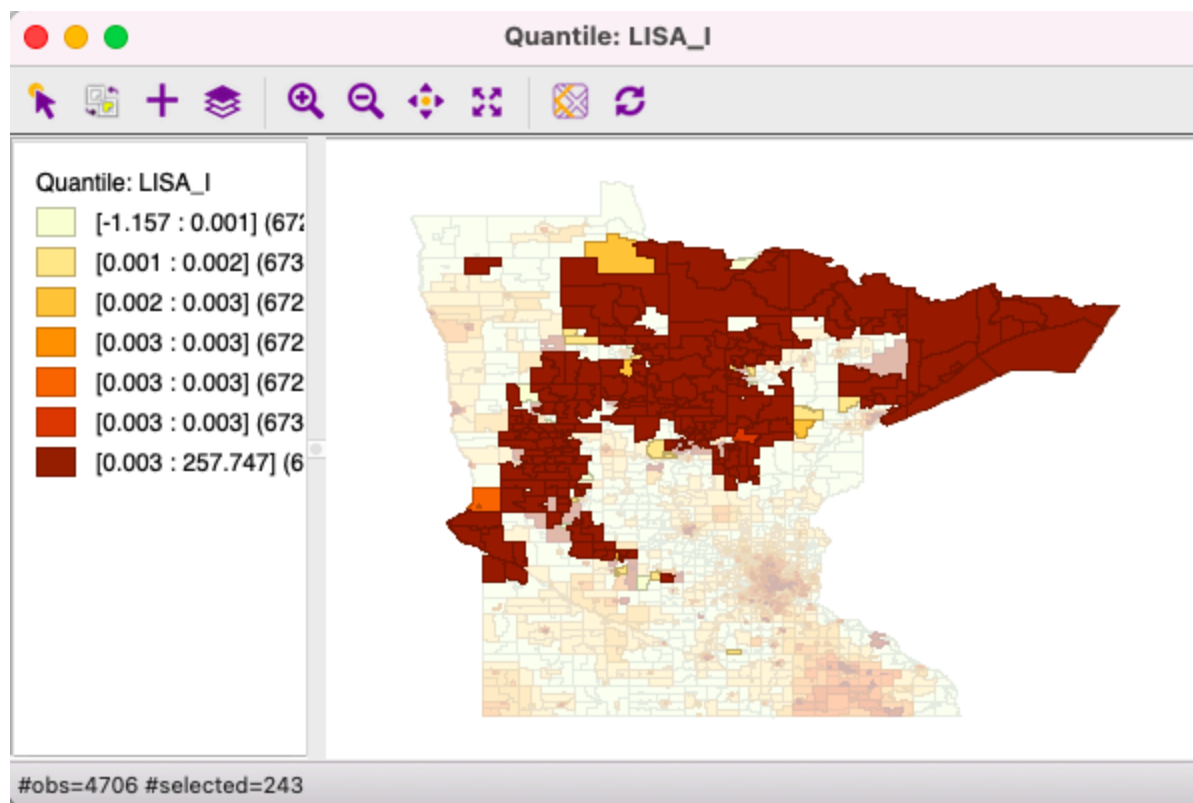 Quantile: LISA_I
Quantile: LISA_I
[-1.157 : 0.001] (672
[0.001 : 0.002] (673
[0.002 : 0.003] (672
[0.003 : 0.003] (672
[0.003 : 0.003] (672
[0.003 : 0.003] (673
[0.003 : 257.747] (6
#obs=4706 #selected=243